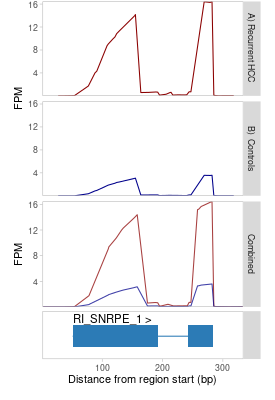 16
12
8
4
A) Recurrent HCC
FPM
16
12
8
4
B) Controls
16
12
8
4
Combined
FPM
RI_SNRPE_1 >
100 200 300
Distance from region start (bp)